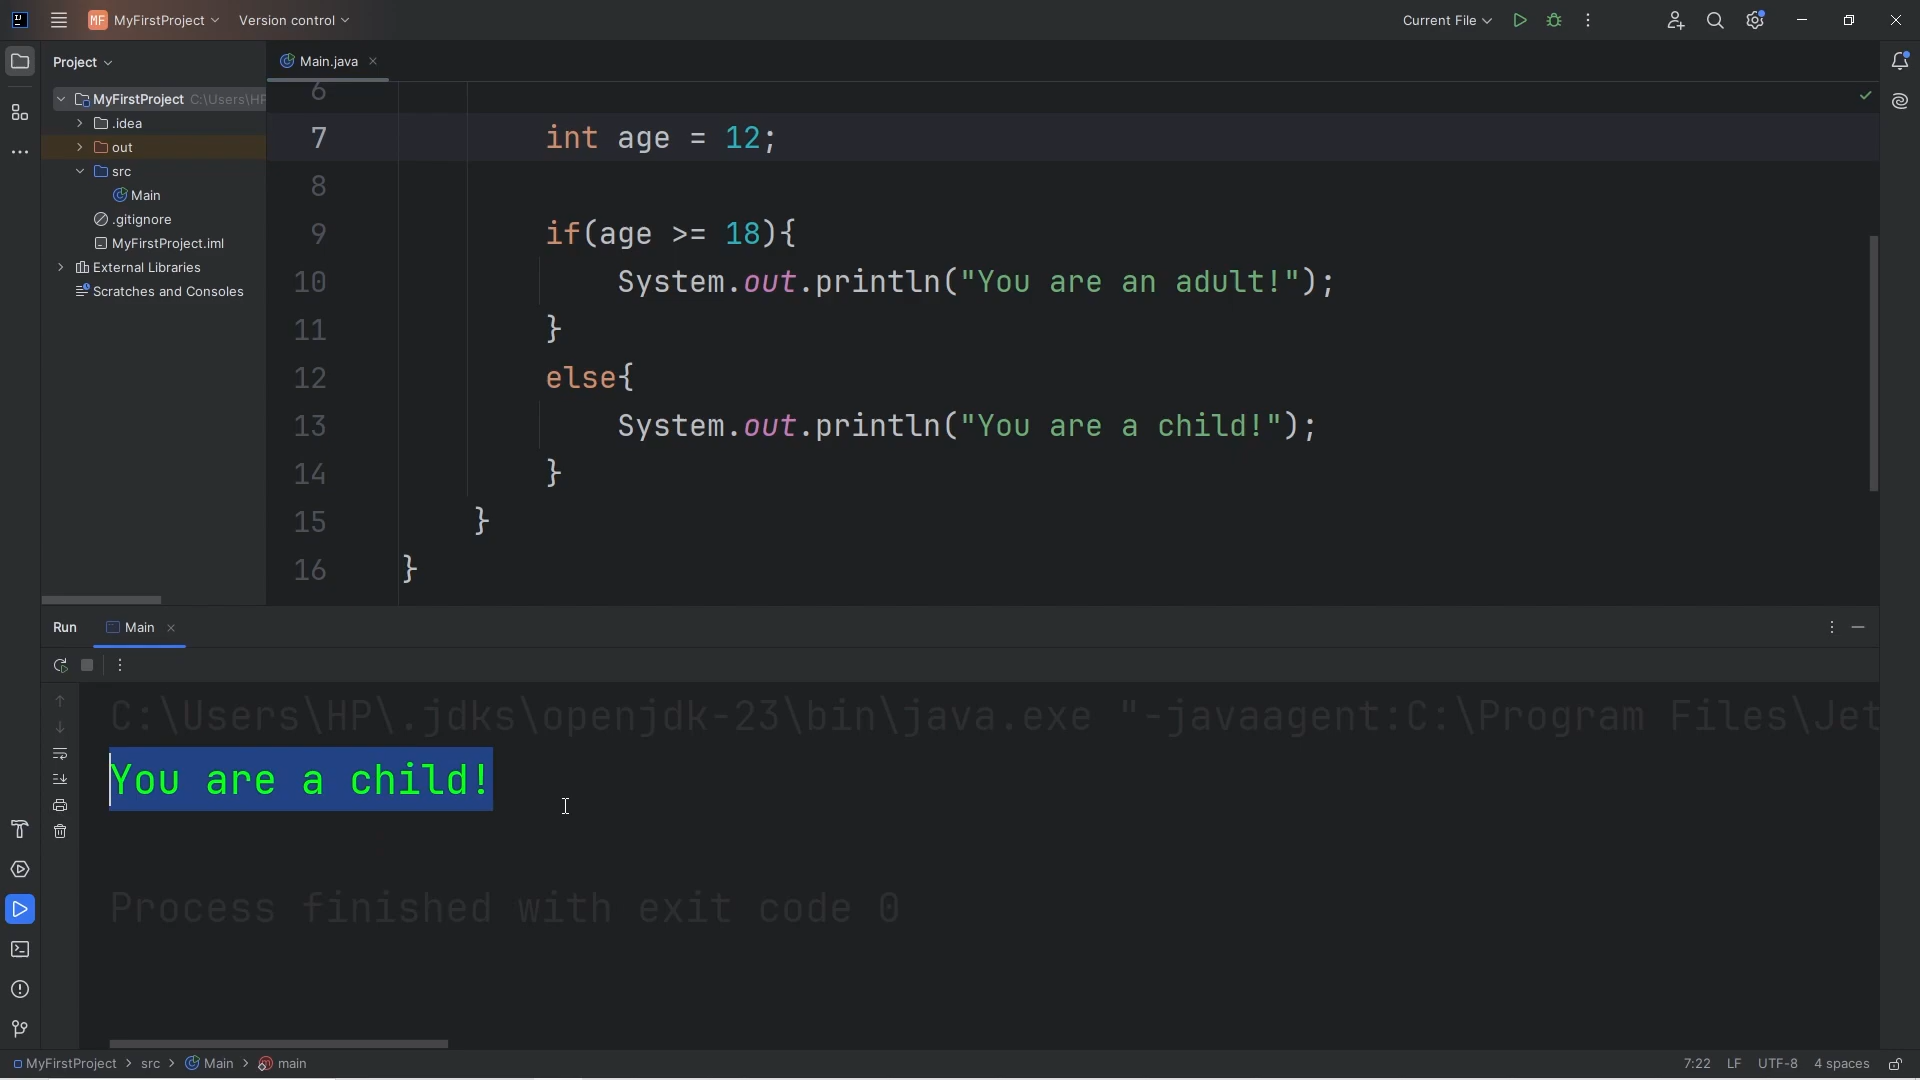 MF MyFirstProject Version control Current File
Project Main.java
MyFirstProject C:\Users\HP
.idea
out
src
Main
.gitignore
MyFirstProject.iml
External Libraries
Scratches and Consoles
6
7 int age = 12;
8
9 if(age >= 18){
10 System.out.println("You are an adult!");
11 }
12 else{
13 System.out.println("You are a child!");
14 }
15 }
16 }
Run Main
C:\Users\HP\.jdks\openjdk-23\bin\java.exe "-javaagent:C:\Program Files\Jet
You are a child!
Process finished with exit code 0
MyFirstProject > src > Main > main 7:22 LF UTF-8 4 spaces